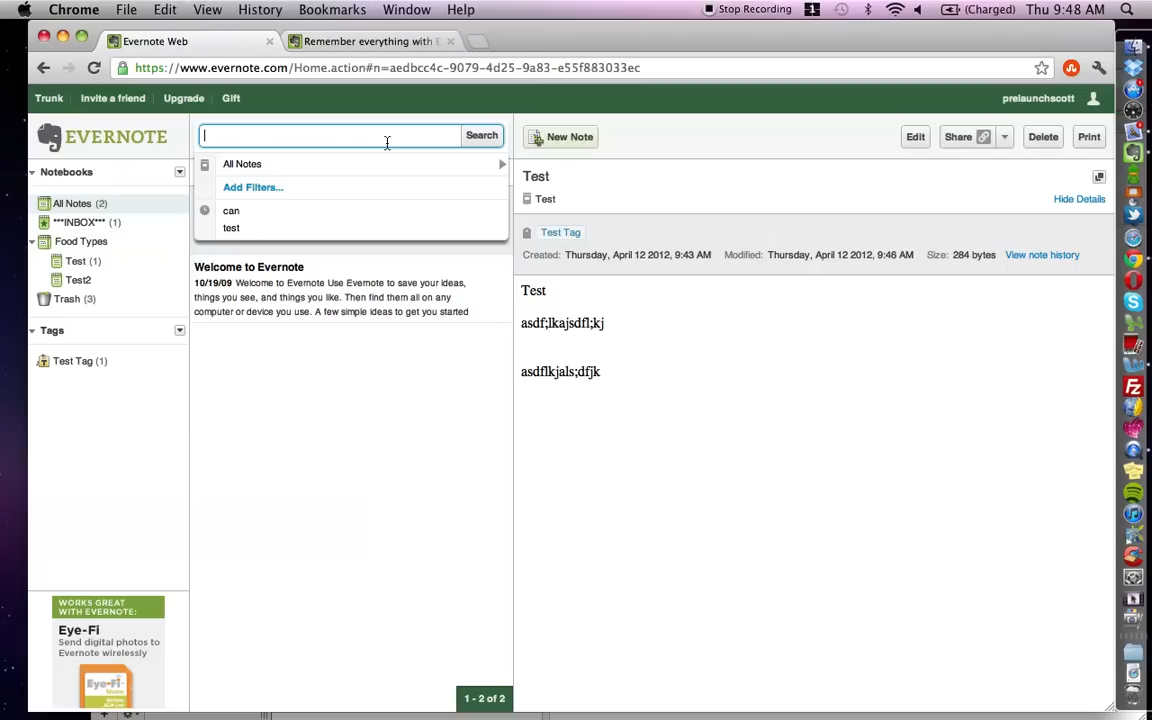 Chrome File Edit View History Bookmarks Window Help Stop Recording 1 (Charged) Thu 9:48 AM
Evernote Web Remember everything with E
https://www.evernote.com/Home.action#n=aedbcc4c-9079-4d25-9a83-e55f883033ec
Trunk Invite a friend Upgrade Gift prelaunchscott
EVERNOTE Search New Note Edit Share Delete Print
Notebooks
All Notes (2)
***INBOX*** (1)
Food Types
Test (1)
Test2
Trash (3)
Tags
Test Tag (1)
WORKS GREAT
WITH EVERNOTE:
Eye-Fi
Send digital photos to
Evernote wirelessly
Eye-Fi
All Notes
Add Filters...
can
test
Welcome to Evernote
10/19/09 Welcome to Evernote Use Evernote to save your ideas,
things you see, and things you like. Then find them all on any
computer or device you use. A few simple ideas to get you started
1 - 2 of 2
Test
Test Hide Details
Test Tag
Created: Thursday, April 12 2012, 9:43 AM Modified: Thursday, April 12 2012, 9:46 AM Size: 284 bytes View note history
Test
asdf;lkajsdfl;kj
asdflkjals;dfjk